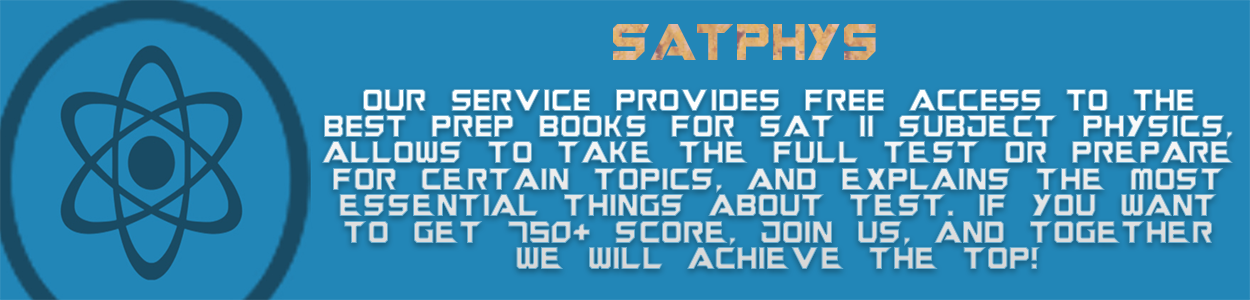 SATPHYS
OUR SERVICE PROVIDES FREE ACCESS TO THE
BEST PREP BOOKS FOR SAT II SUBJECT PHYSICS,
ALLOWS TO TAKE THE FULL TEST OR PREPARE
FOR CERTAIN TOPICS, AND EXPLAINS THE MOST
ESSENTIAL THINGS ABOUT TEST. IF YOU WANT
TO GET 750+ SCORE, JOIN US, AND TOGETHER
WE WILL ACHIEVE THE TOP!